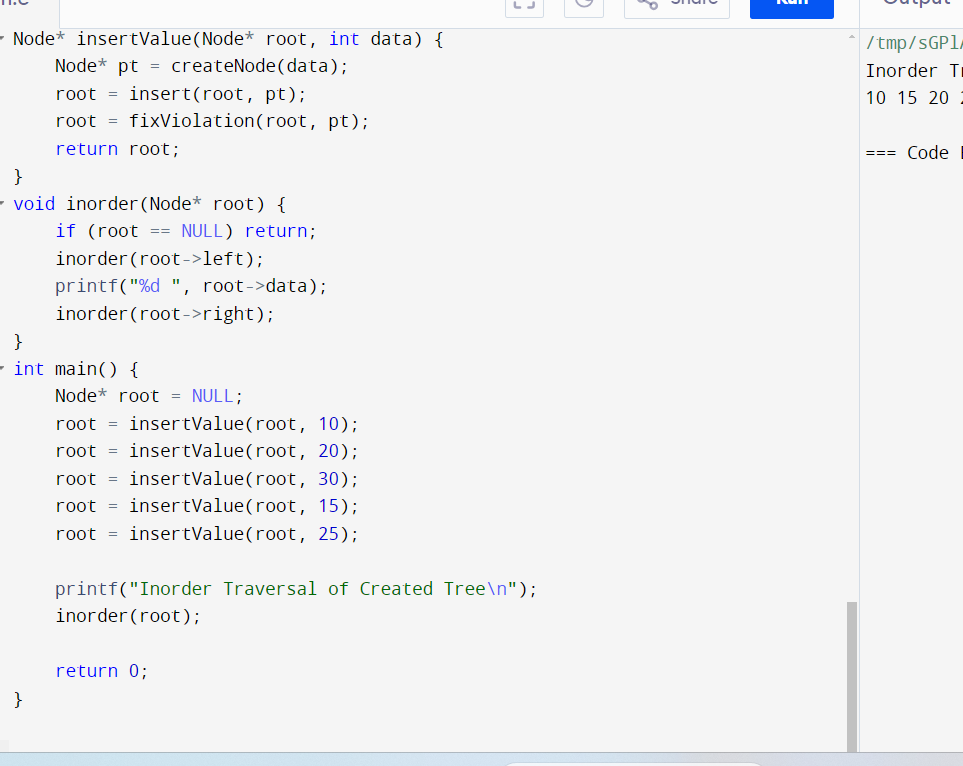 Share
Run
Output
Node* insertValue(Node* root, int data) {
    Node* pt = createNode(data);
    root = insert(root, pt);
    root = fixViolation(root, pt);
    return root;
}
void inorder(Node* root) {
    if (root == NULL) return;
    inorder(root->left);
    printf("%d ", root->data);
    inorder(root->right);
}
int main() {
    Node* root = NULL;
    root = insertValue(root, 10);
    root = insertValue(root, 20);
    root = insertValue(root, 30);
    root = insertValue(root, 15);
    root = insertValue(root, 25);

    printf("Inorder Traversal of Created Tree\n");
    inorder(root);

    return 0;
}
/tmp/sGPl
Inorder
10 15 20
=== Code